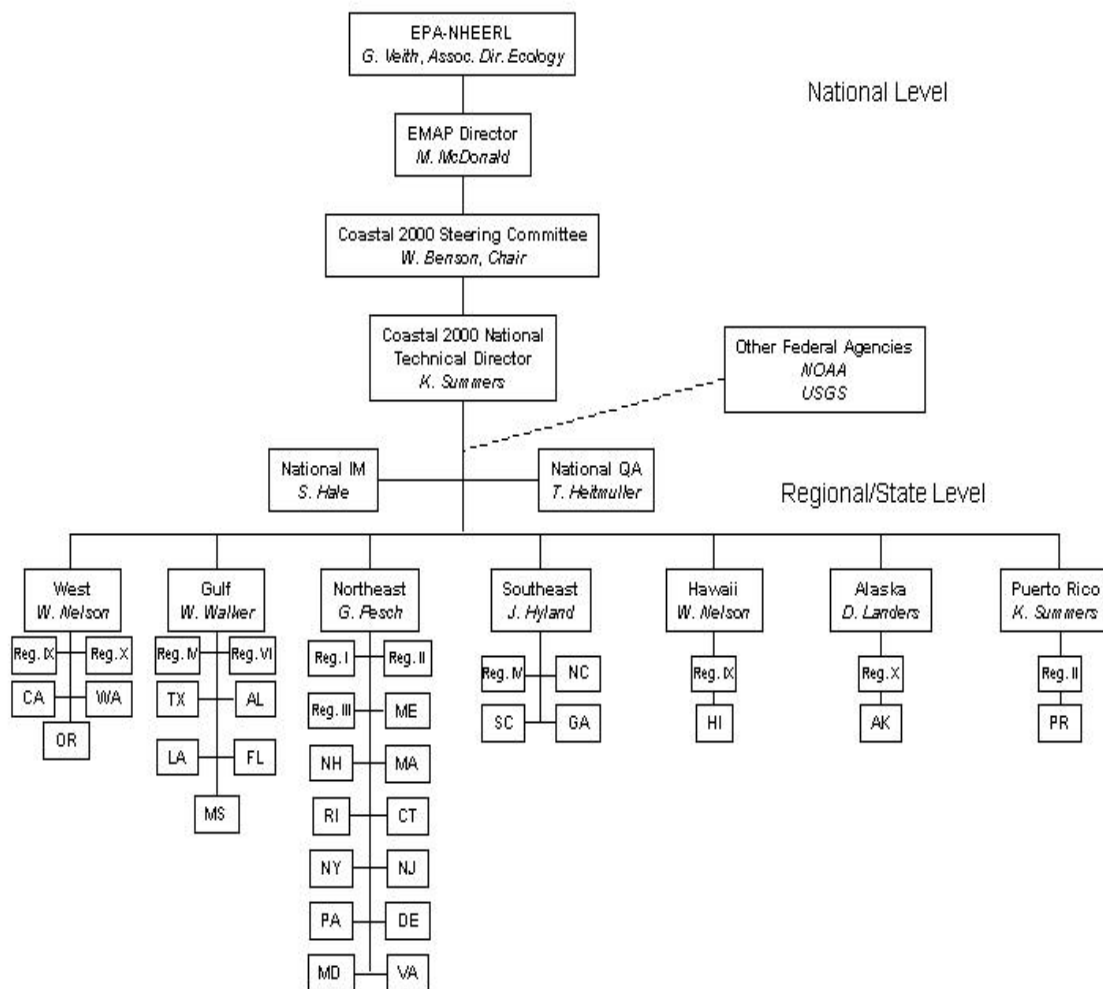 EPA-NHEERL
G. Veith, Assoc. Dir. Ecology
National Level
EMAP Director
M. McDonald
Coastal 2000 Steering Committee
W. Benson, Chair
Coastal 2000 National
Technical Director
K. Summers
Other Federal Agencies
NOAA
USGS
National IM
S. Hale
National QA
T. Heitmuller
Regional/State Level
West
W. Nelson
Gulf
W. Walker
Northeast
G. Pesch
Southeast
J. Hyland
Hawaii
W. Nelson
Alaska
D. Landers
Puerto Rico
K. Summers
Reg. IX
Reg. X
CA
WA
OR
Reg. IV
Reg. VI
TX
AL
LA
FL
MS
Reg. I
Reg. II
Reg. III
ME
NH
MA
RI
CT
NY
NJ
PA
DE
MD
VA
Reg. IV
NC
SC
GA
Reg. IX
HI
Reg. X
AK
Reg. II
PR